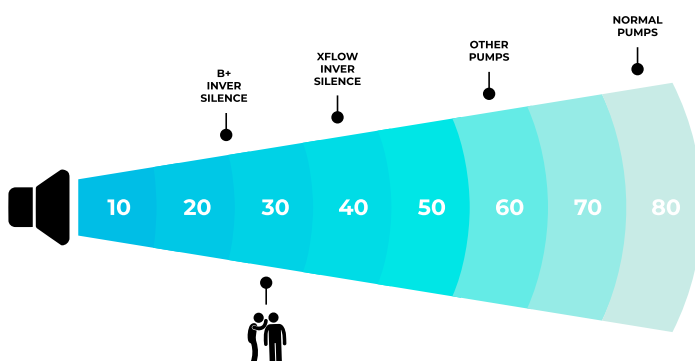 NORMAL
PUMPS
OTHER
PUMPS
XFLOW
INVER
SILENCE
B+
INVER
SILENCE
10
20
30
40
50
60
70
80